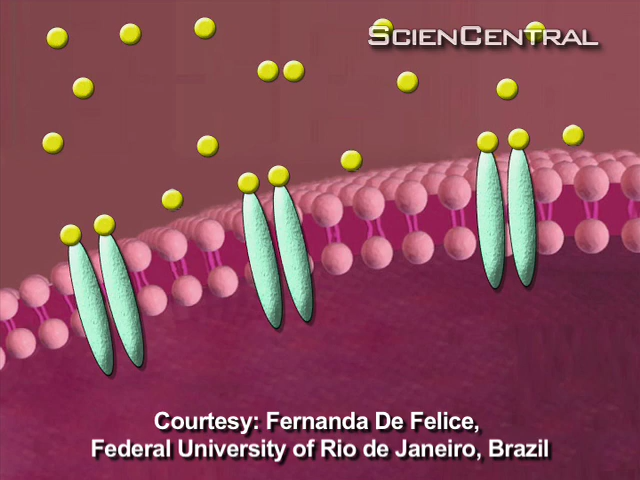 SCIENCENTRAL
Courtesy: Fernanda De Felice,
Federal University of Rio de Janeiro, Brazil